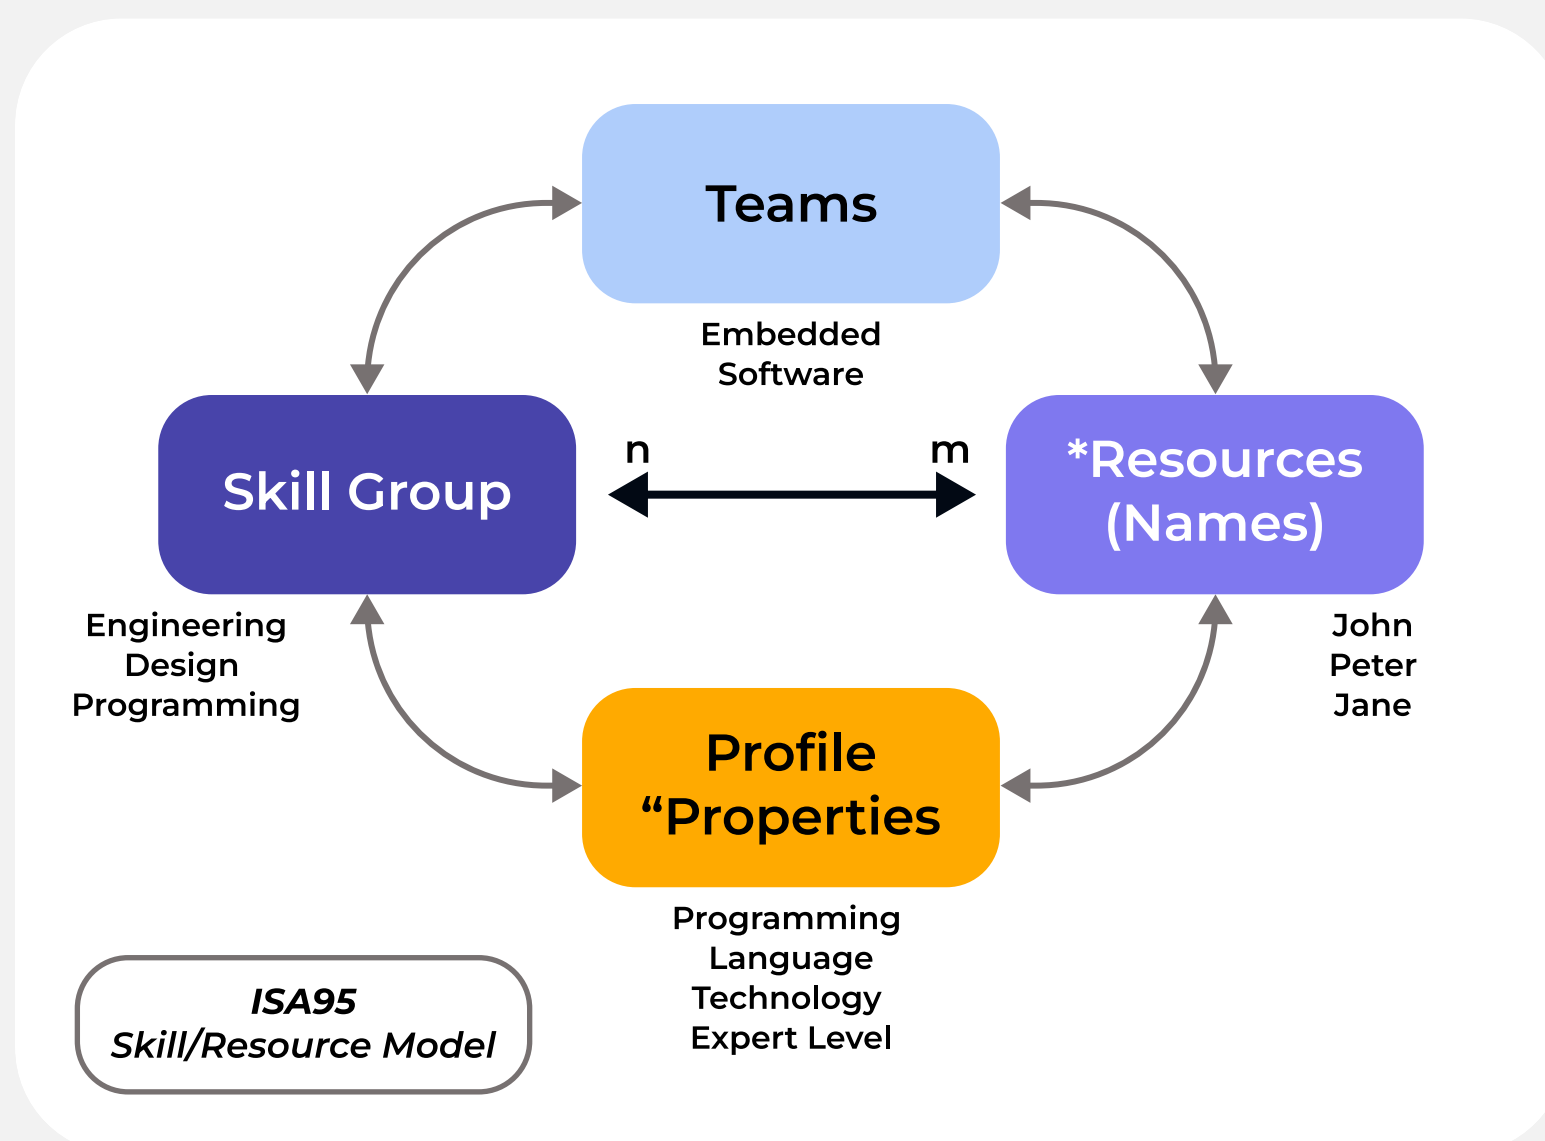 Teams
Embedded
Software
n
m
Skill Group
*Resources
(Names)
Engineering
Design
Programming
John
Peter
Jane
Profile
“Properties
Programming
Language
Technology
Expert Level
ISA95
Skill/Resource Model